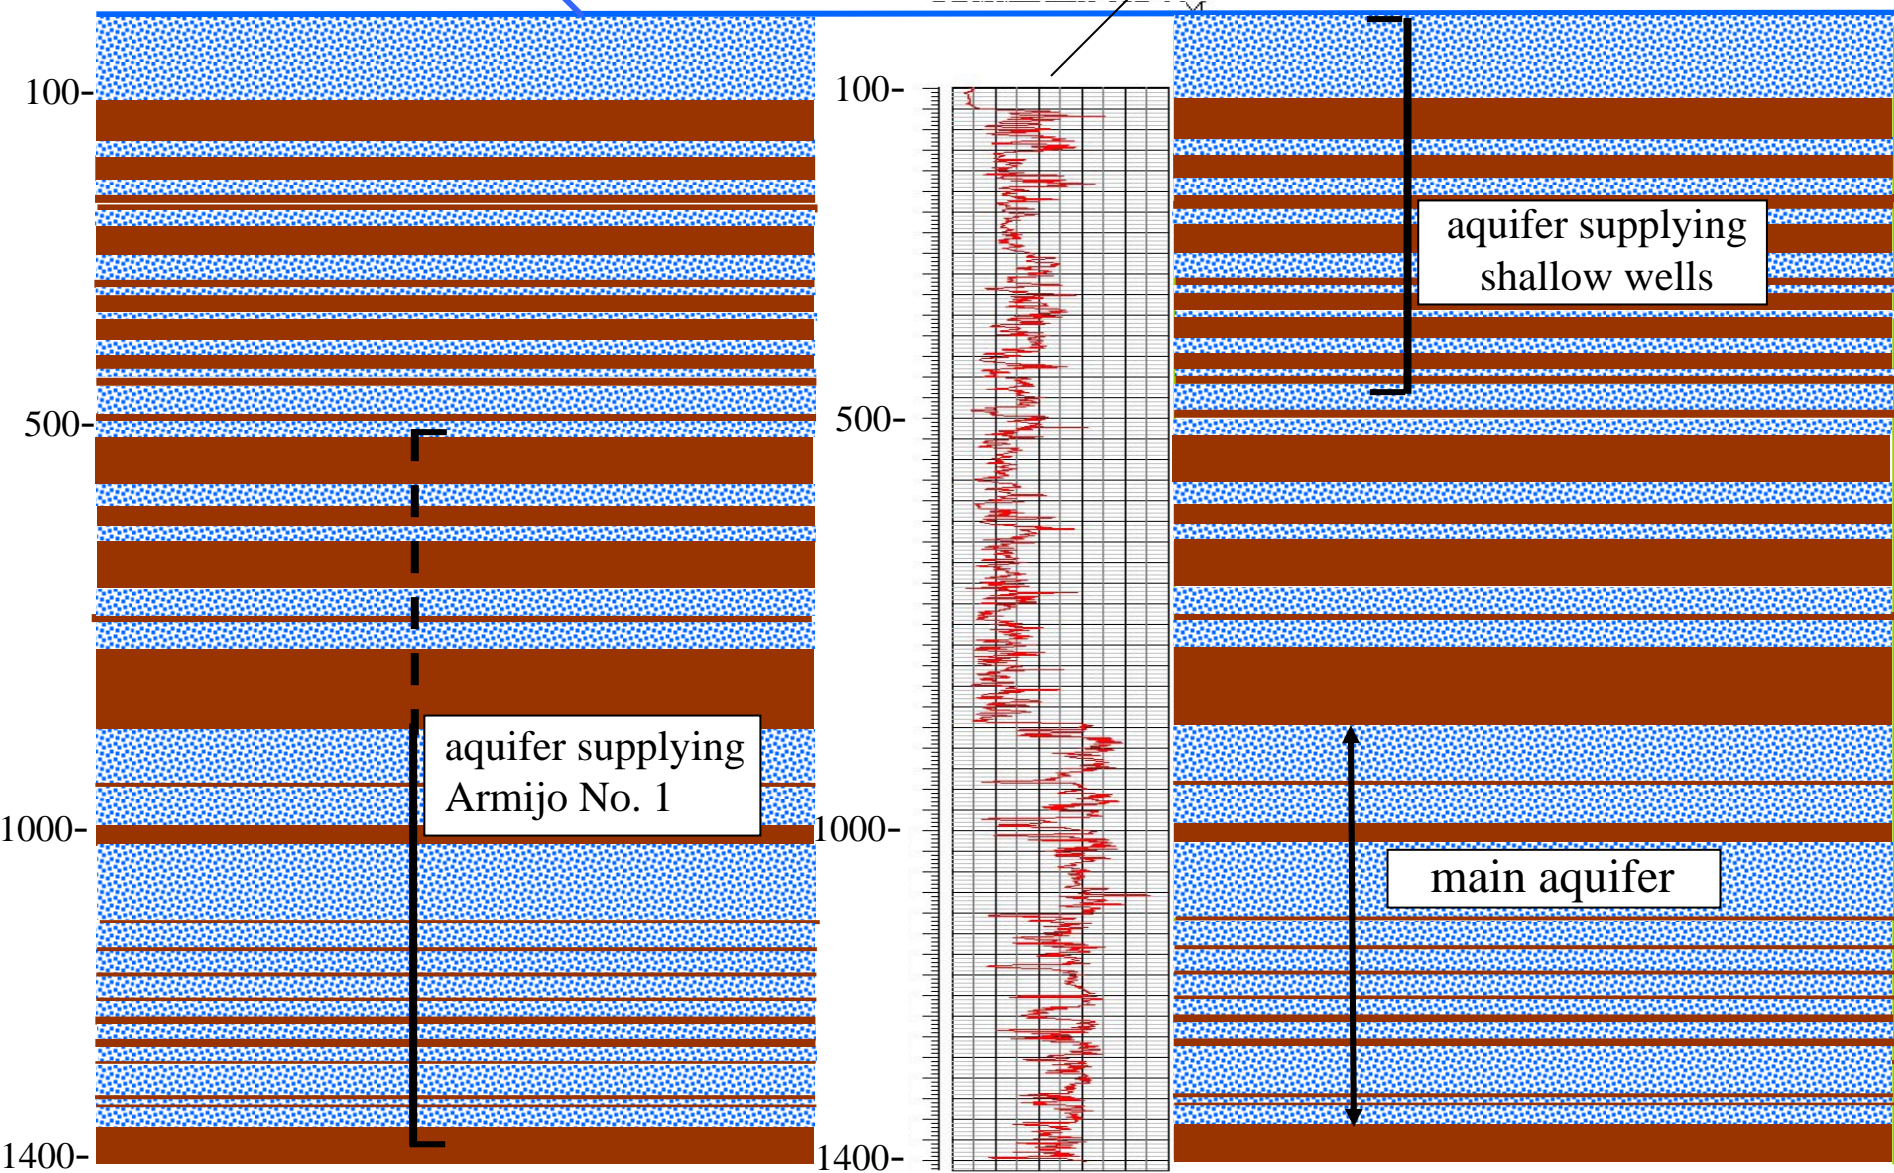 100-
500-
1000-
1400-
aquifer supplying
Armijo No. 1
100-
500-
1000-
1400-
aquifer supplying
shallow wells
main aquifer